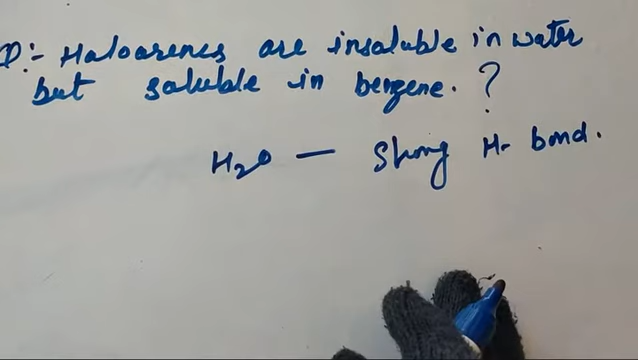 Q:- Haloarenes are insoluble in water
but soluble in benzene. ?
H2O — Strong H- bond.